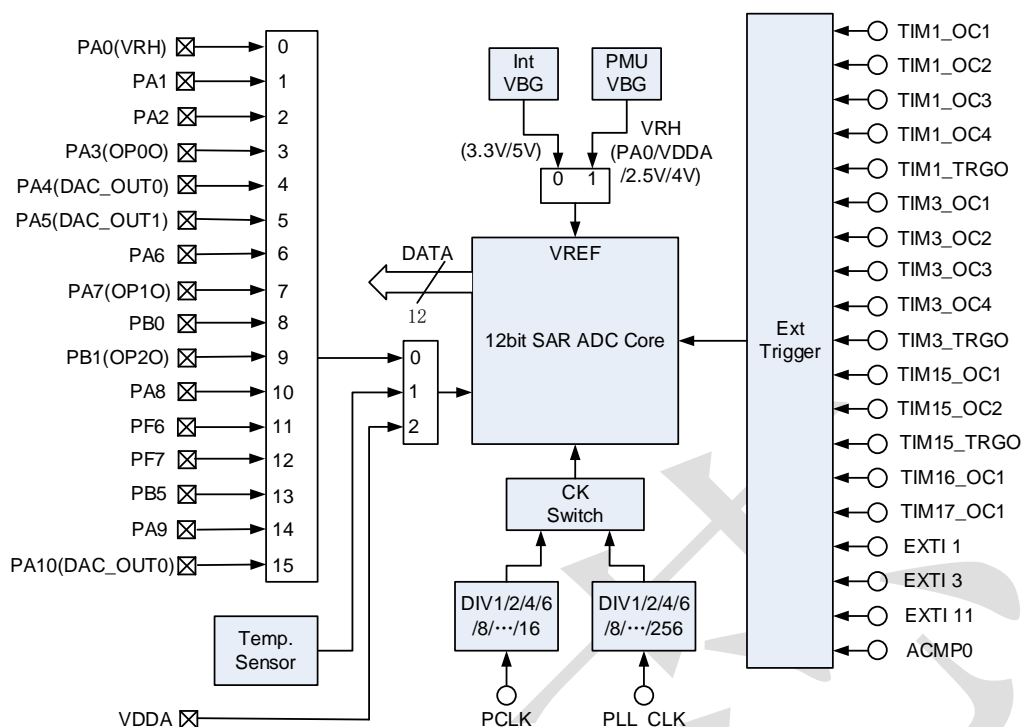 PA0(VRH)
PA1
PA2
PA3(OP0O)
PA4(DAC_OUT0)
PA5(DAC_OUT1)
PA6
PA7(OP1O)
PB0
PB1(OP2O)
PA8
PF6
PF7
PB5
PA9
PA10(DAC_OUT0)
0
1
2
3
4
5
6
7
8
9
10
11
12
13
14
15
Temp.
Sensor
VDDA
Int
VBG
PMU
VBG
(3.3V/5V)
VRH
(PA0/VDDA
/2.5V/4V)
0 1
DATA
12
VREF
12bit SAR ADC Core
0
1
2
CK
Switch
DIV1/2/4/6
/8/···/16
DIV1/2/4/6
/8/···/256
PCLK
PLL_CLK
Ext
Trigger
TIM1_OC1
TIM1_OC2
TIM1_OC3
TIM1_OC4
TIM1_TRGO
TIM3_OC1
TIM3_OC2
TIM3_OC3
TIM3_OC4
TIM3_TRGO
TIM15_OC1
TIM15_OC2
TIM15_TRGO
TIM16_OC1
TIM17_OC1
EXTI 1
EXTI 3
EXTI 11
ACMP0